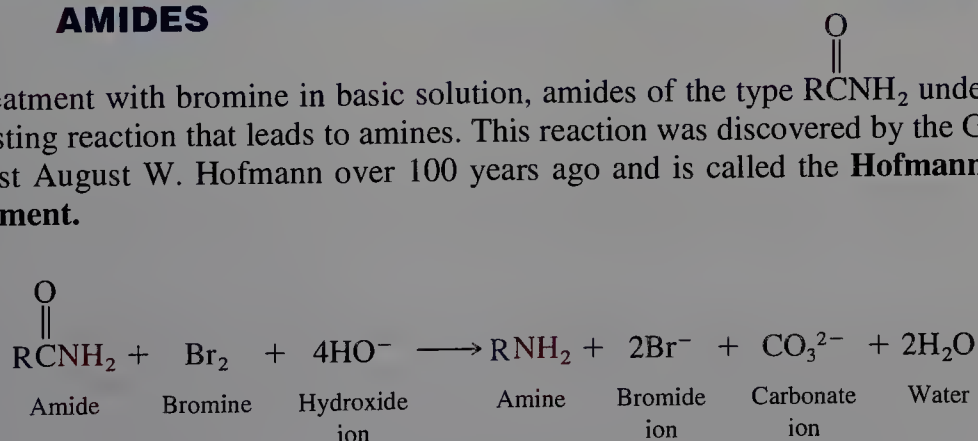 AMIDES
O
||
eatment with bromine in basic solution, amides of the type RCNH₂ unde
sting reaction that leads to amines. This reaction was discovered by the G
st August W. Hofmann over 100 years ago and is called the Hofmann
ment.
O
||
RCNH₂ + Br₂ + 4HO⁻ ⟶ RNH₂ + 2Br⁻ + CO₃²⁻ + 2H₂O
Amide Bromine Hydroxide Amine Bromide Carbonate Water
ion ion ion